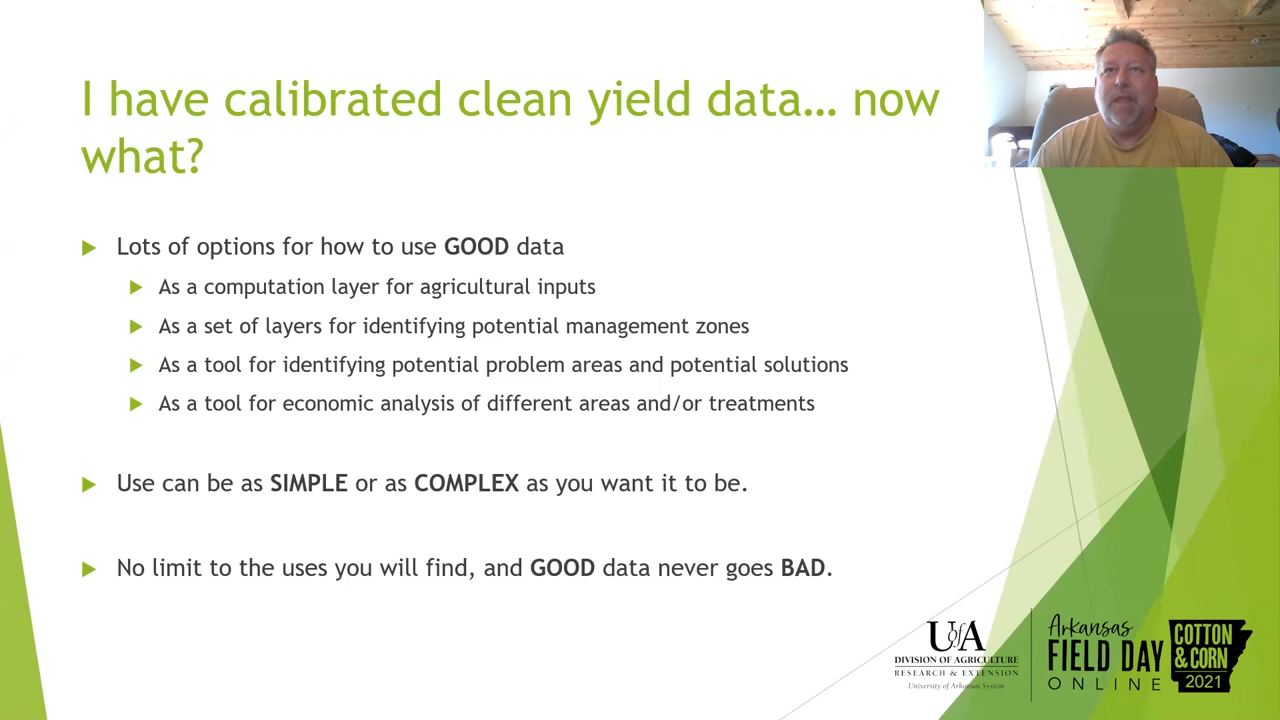 I have calibrated clean yield data... now
what?
Lots of options for how to use GOOD data
As a computation layer for agricultural inputs
As a set of layers for identifying potential management zones
As a tool for identifying potential problem areas and potential solutions
As a tool for economic analysis of different areas and/or treatments
Use can be as SIMPLE or as COMPLEX as you want it to be.
No limit to the uses you will find, and GOOD data never goes BAD.
UofA
DIVISION OF AGRICULTURE
RESEARCH & EXTENSION
University of Arkansas System
Arkansas
FIELD DAY
ONLINE
COTTON
& CORN
2021